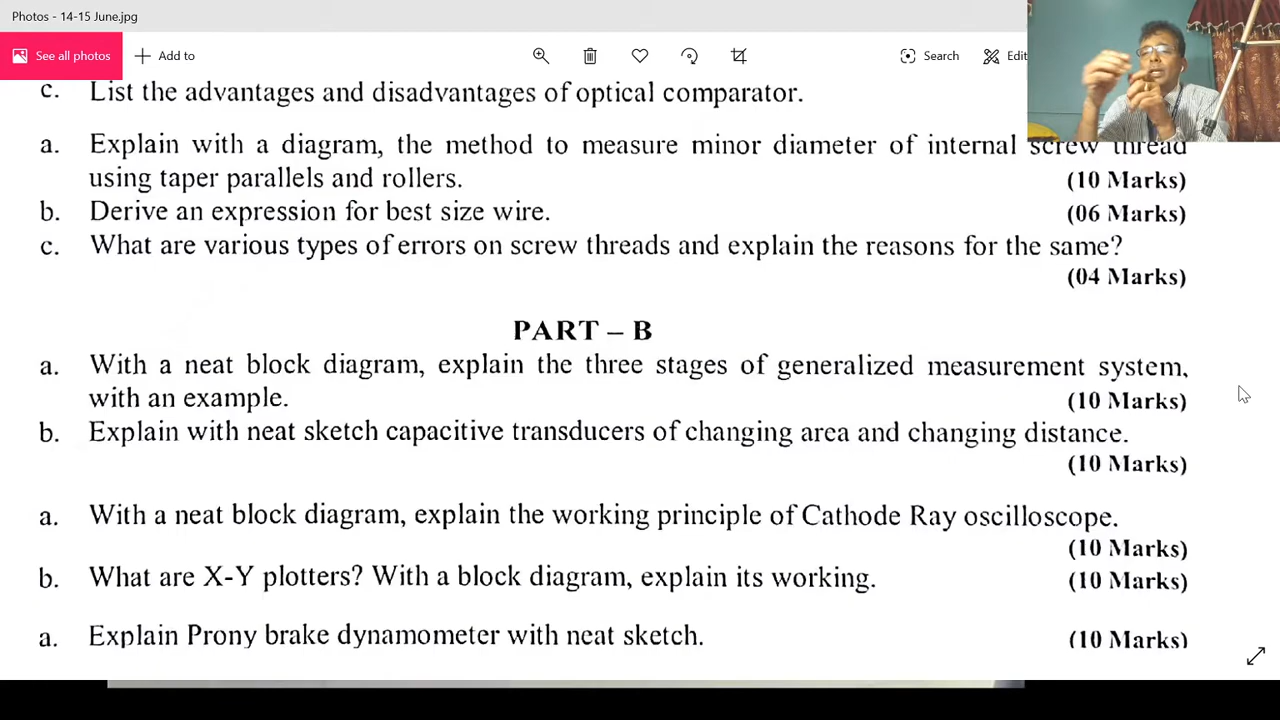 Photos - 14-15 June.jpg
See all photos
Add to
Search
Edi
c. List the advantages and disadvantages of optical comparator.
a. Explain with a diagram, the method to measure minor diameter of internal screw thread
using taper parallels and rollers. (10 Marks)
b. Derive an expression for best size wire. (06 Marks)
c. What are various types of errors on screw threads and explain the reasons for the same?
(04 Marks)
PART – B
a. With a neat block diagram, explain the three stages of generalized measurement system,
with an example. (10 Marks)
b. Explain with neat sketch capacitive transducers of changing area and changing distance.
(10 Marks)
a. With a neat block diagram, explain the working principle of Cathode Ray oscilloscope.
(10 Marks)
b. What are X-Y plotters? With a block diagram, explain its working. (10 Marks)
a. Explain Prony brake dynamometer with neat sketch. (10 Marks)